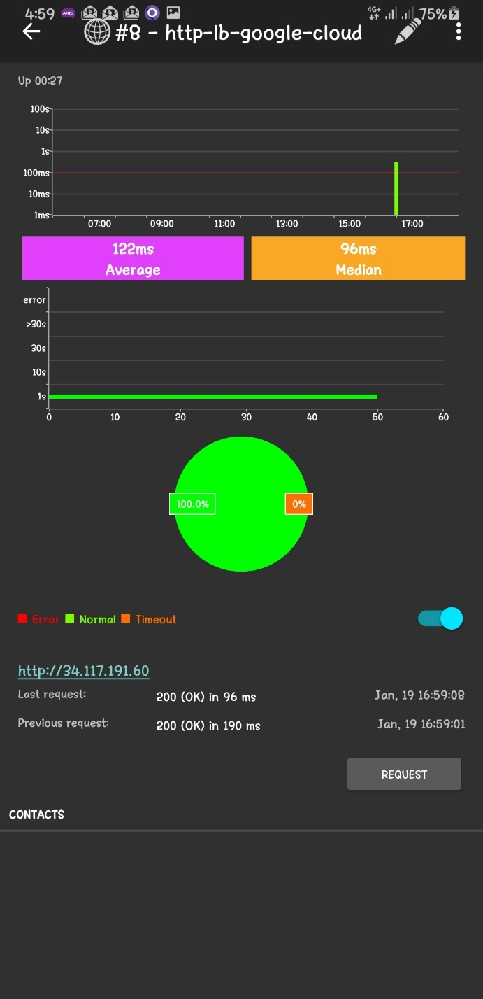 4:59 AXIS 4G+ 75%
#8 - http-lb-google-cloud
Up 00:27
100s
10s
1s
100ms
10ms
1ms
07:00 09:00 11:00 13:00 15:00 17:00
122ms 96ms
Average Median
error
>30s
30s
10s
1s
0 10 20 30 40 50 60
100.0% 0%
Error Normal Timeout
http://34.117.191.60
Last request: 200 (OK) in 96 ms Jan, 19 16:59:08
Previous request: 200 (OK) in 190 ms Jan, 19 16:59:01
REQUEST
CONTACTS